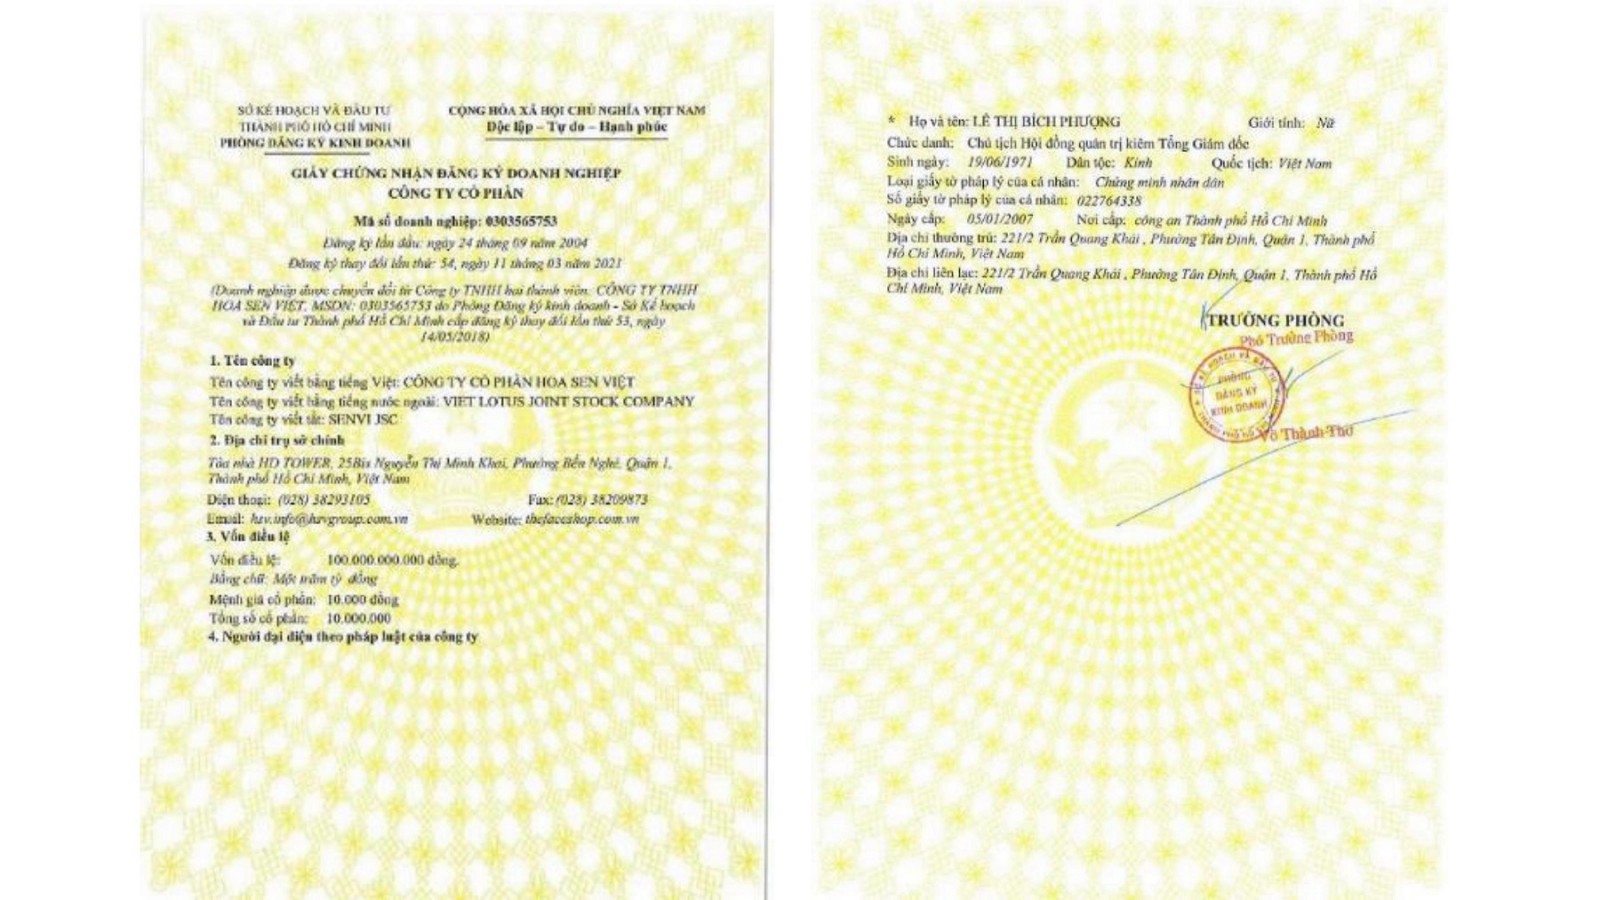 SỞ KẾ HOẠCH VÀ ĐẦU TƯ
THÀNH PHỐ HỒ CHÍ MINH
PHÒNG ĐĂNG KÝ KINH DOANH
CỘNG HÒA XÃ HỘI CHỦ NGHĨA VIỆT NAM
Độc lập – Tự do – Hạnh phúc
GIẤY CHỨNG NHẬN ĐĂNG KÝ DOANH NGHIỆP
CÔNG TY CỔ PHẦN
Mã số doanh nghiệp: 0303565753
Đăng ký lần đầu: ngày 24 tháng 09 năm 2004
Đăng ký thay đổi lần thứ: 54, ngày 11 tháng 03 năm 2021
(Doanh nghiệp được chuyển đổi từ Công ty TNHH hai thành viên: CÔNG TY TNHH
HOA SEN VIỆT, MSDN: 0303565753 do Phòng Đăng ký kinh doanh - Sở Kế hoạch
và Đầu tư Thành phố Hồ Chí Minh cấp đăng ký thay đổi lần thứ 53, ngày
14/05/2018)
1. Tên công ty
Tên công ty viết bằng tiếng Việt: CÔNG TY CỔ PHẦN HOA SEN VIỆT
Tên công ty viết bằng tiếng nước ngoài: VIET LOTUS JOINT STOCK COMPANY
Tên công ty viết tắt: SENVI JSC
2. Địa chỉ trụ sở chính
Tòa nhà HD TOWER, 25Bis Nguyễn Thị Minh Khai, Phường Bến Nghé, Quận 1,
Thành phố Hồ Chí Minh, Việt Nam
Điện thoại: (028) 38293105 Fax: (028) 38209873
Email: hsv.info@hsvgroup.com.vn Website: thefaceshop.com.vn
3. Vốn điều lệ
Vốn điều lệ: 100.000.000.000 đồng.
Bằng chữ: Một trăm tỷ đồng
Mệnh giá cổ phần: 10.000 đồng
Tổng số cổ phần: 10.000.000
4. Người đại diện theo pháp luật của công ty
* Họ và tên: LÊ THỊ BÍCH PHƯỢNG Giới tính: Nữ
Chức danh: Chủ tịch Hội đồng quản trị kiêm Tổng Giám đốc
Sinh ngày: 19/06/1971 Dân tộc: Kinh Quốc tịch: Việt Nam
Loại giấy tờ pháp lý của cá nhân: Chứng minh nhân dân
Số giấy tờ pháp lý của cá nhân: 022764338
Ngày cấp: 05/01/2007 Nơi cấp: công an Thành phố Hồ Chí Minh
Địa chỉ thường trú: 221/2 Trần Quang Khải , Phường Tân Định, Quận 1, Thành phố
Hồ Chí Minh, Việt Nam
Địa chỉ liên lạc: 221/2 Trần Quang Khải , Phường Tân Định, Quận 1, Thành phố Hồ
Chí Minh, Việt Nam
TRƯỞNG PHÒNG
Phó Trưởng Phòng
PHÒNG
ĐĂNG KÝ
KINH DOANH
Võ Thành Thơ